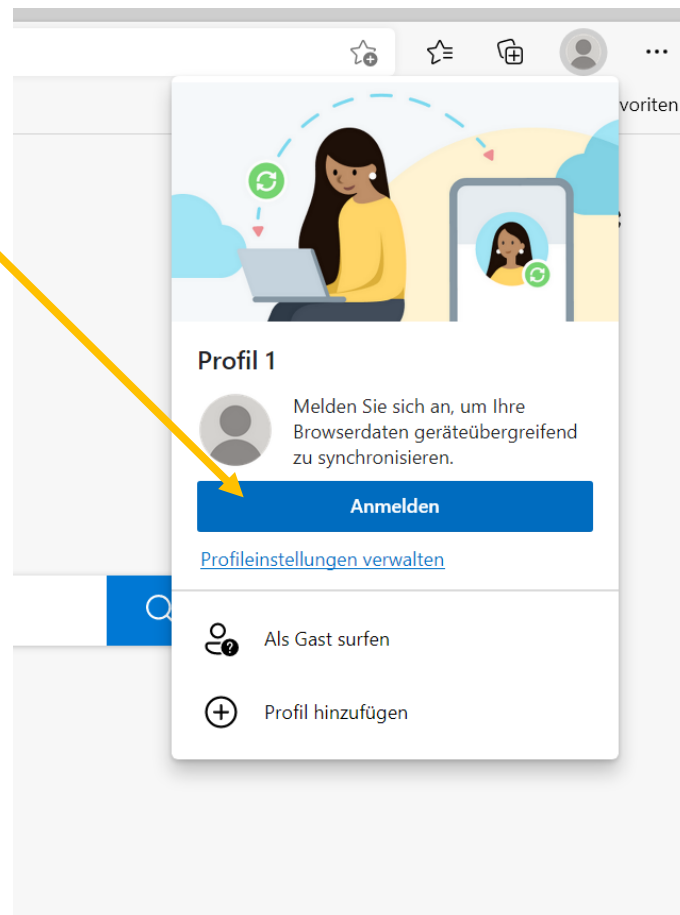 voriten
Profil 1
Melden Sie sich an, um Ihre
Browserdaten geräteübergreifend
zu synchronisieren.
Anmelden
Profileinstellungen verwalten
Als Gast surfen
Profil hinzufügen